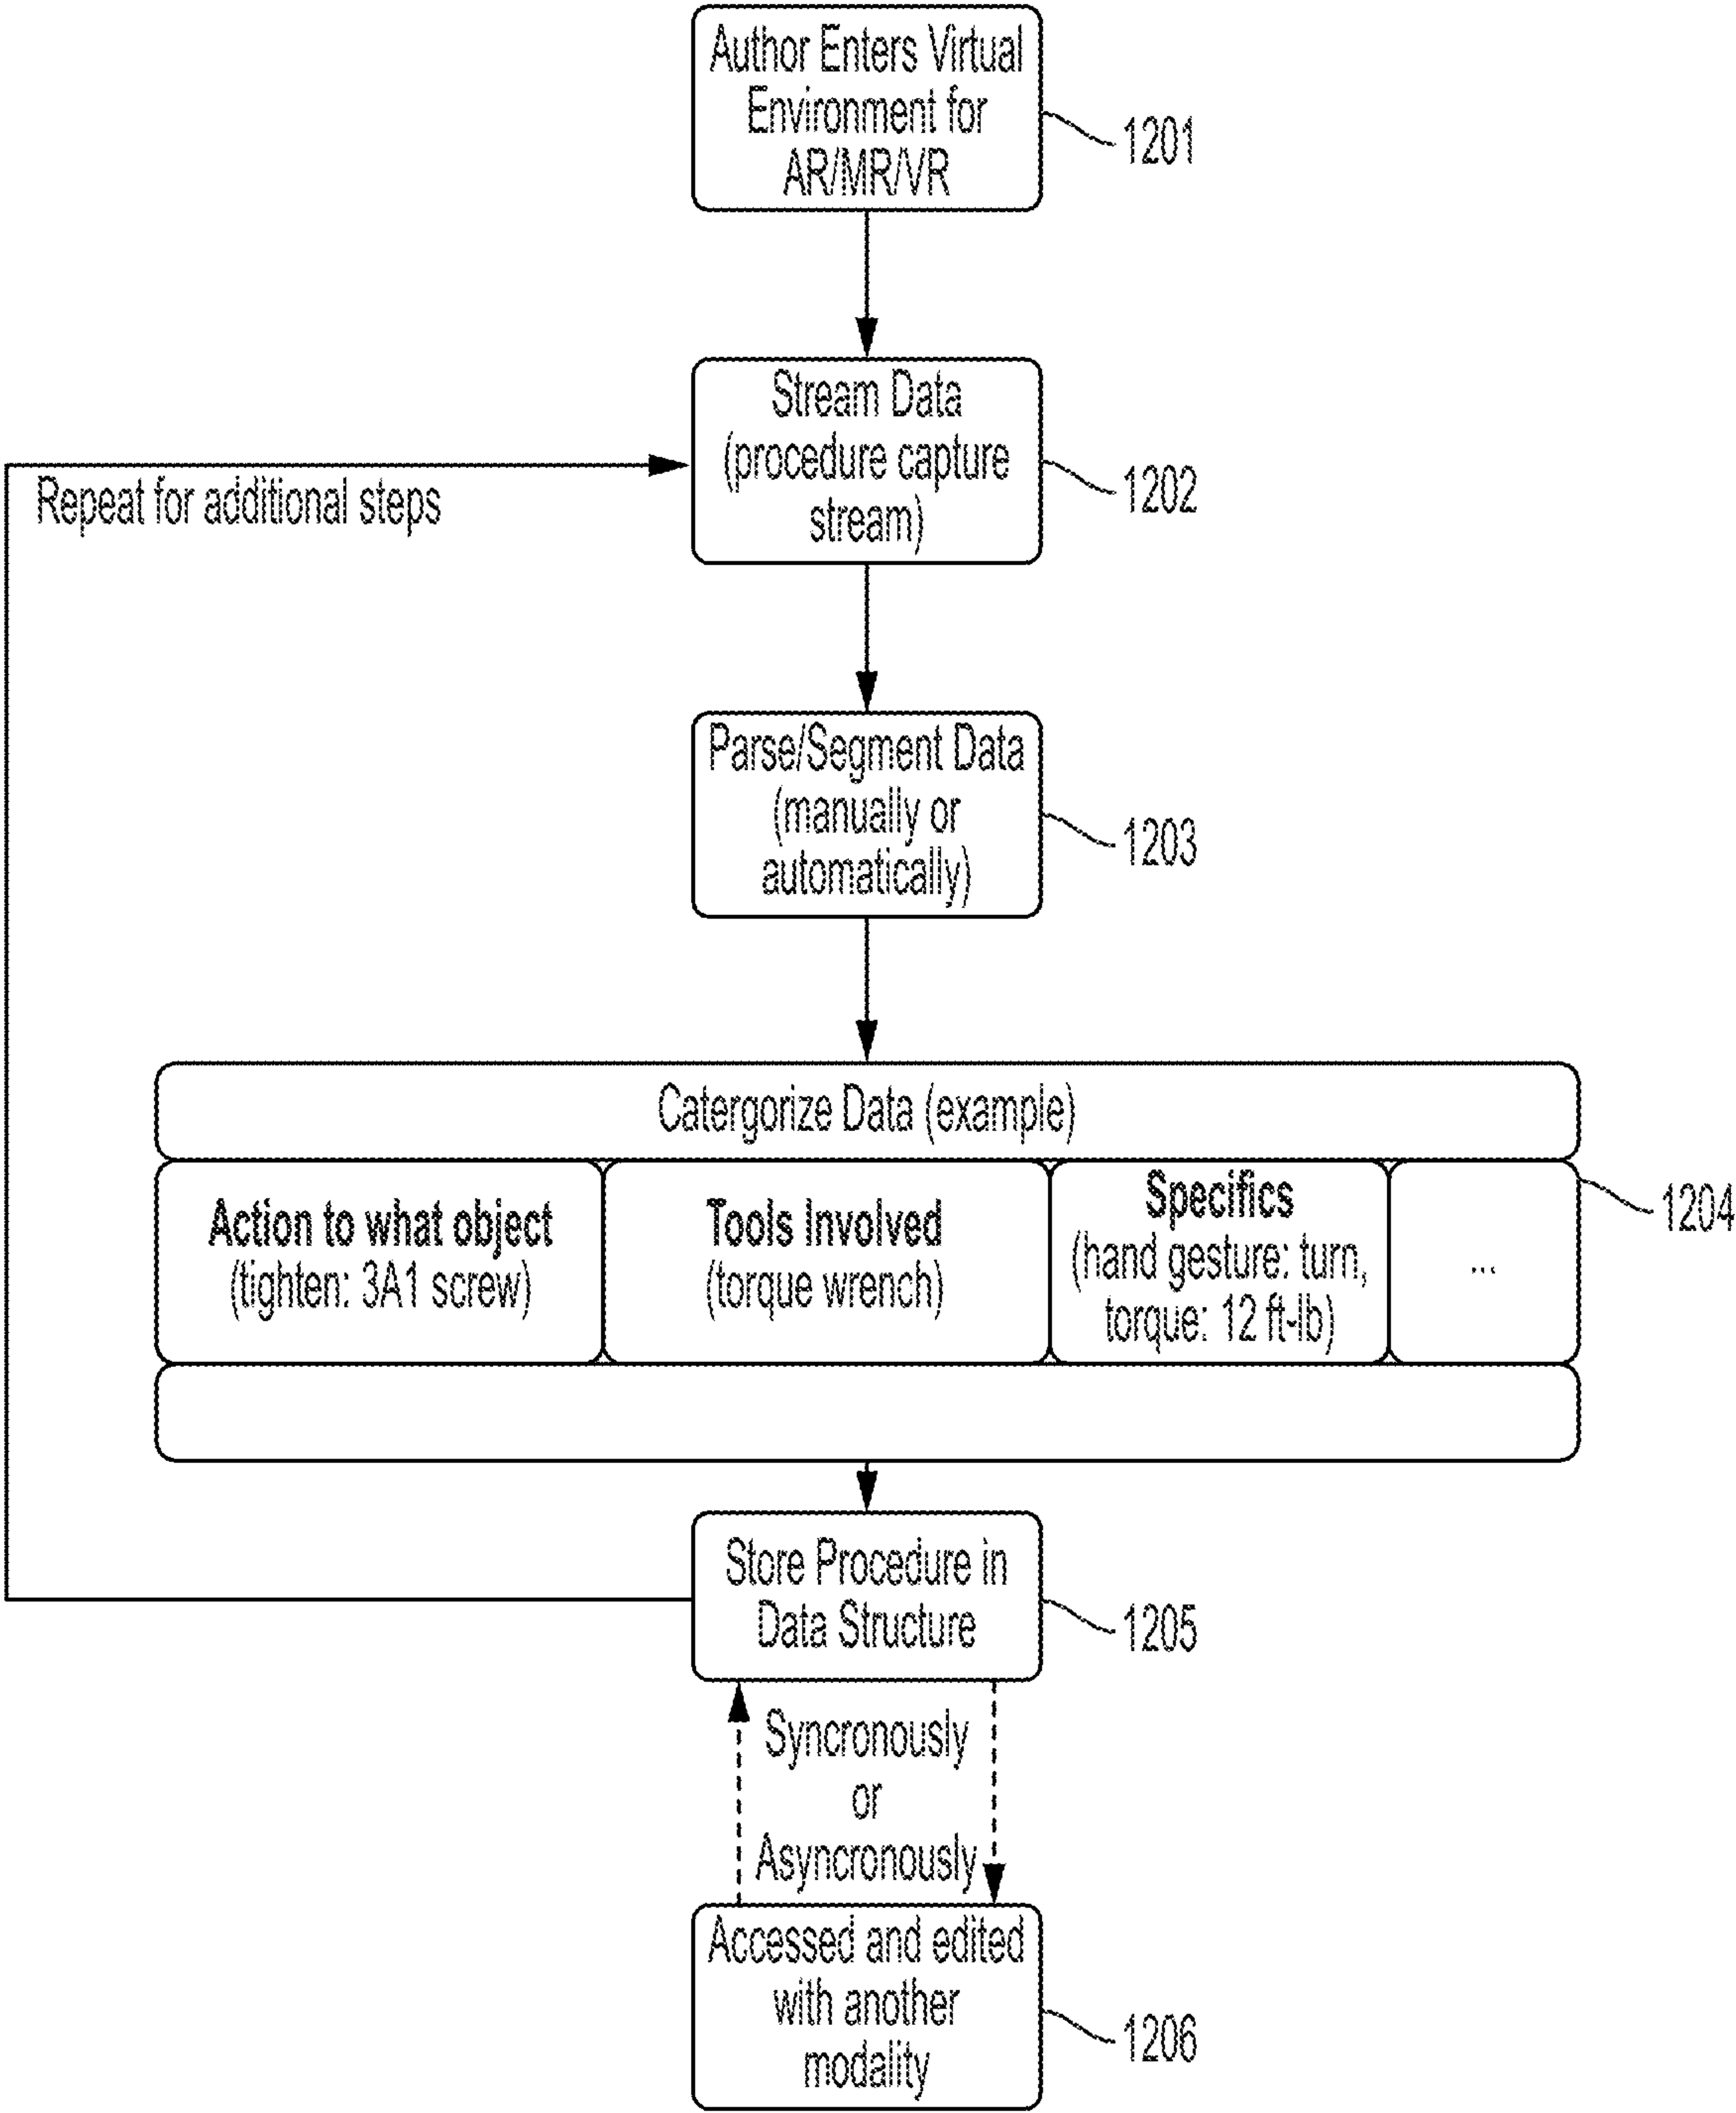 Author Enters Virtual
Environment for
AR/MR/VR
1201
Stream Data
(procedure capture
stream)
1202
Repeat for additional steps
Parse/Segment Data
(manually or
automatically)
1203
Catergorize Data (example)
Action to what object
(tighten: 3A1 screw)
Tools Involved
(torque wrench)
Specifics
(hand gesture: turn,
torque: 12 ft-lb)
...
1204
Store Procedure in
Data Structure
1205
Syncronously
or
Asyncronously
Accessed and edited
with another
modality
1206